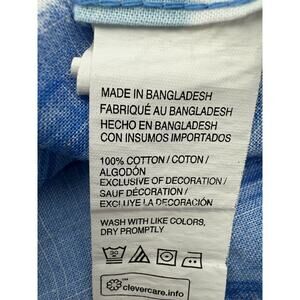 MADE IN BANGLADESH
FABRIQUÉ AU BANGLADESH
HECHO EN BANGLADESH
CON INSUMOS IMPORTADOS
100% COTTON / COTON /
ALGODÓN
EXCLUSIVE OF DECORATION /
SAUF DÉCORATION /
EXCLUYE LA DECORACIÓN
WASH WITH LIKE COLORS,
DRY PROMPTLY
clevercare.info